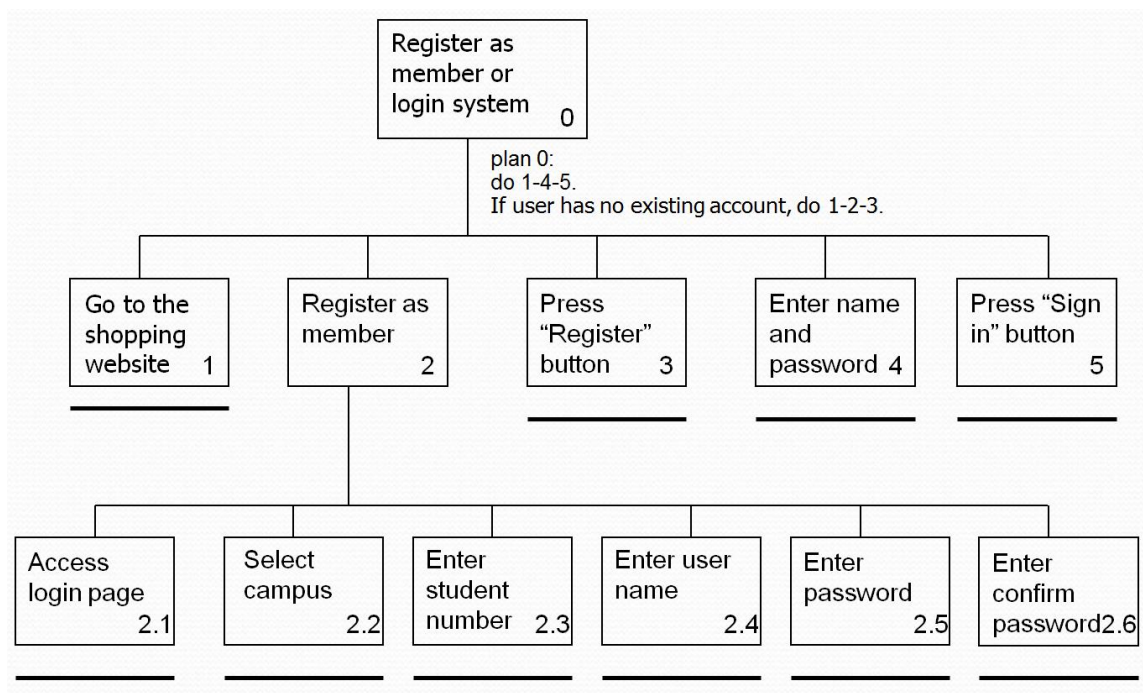 Register as
member or
login system
0
plan 0:
do 1-4-5.
If user has no existing account, do 1-2-3.
Go to the
shopping
website 1
Register as
member
2
Press
“Register”
button 3
Enter name
and
password 4
Press “Sign
in” button
5
Access
login page
2.1
Select
campus
2.2
Enter
student
number 2.3
Enter user
name
2.4
Enter
password
2.5
Enter
confirm
password2.6